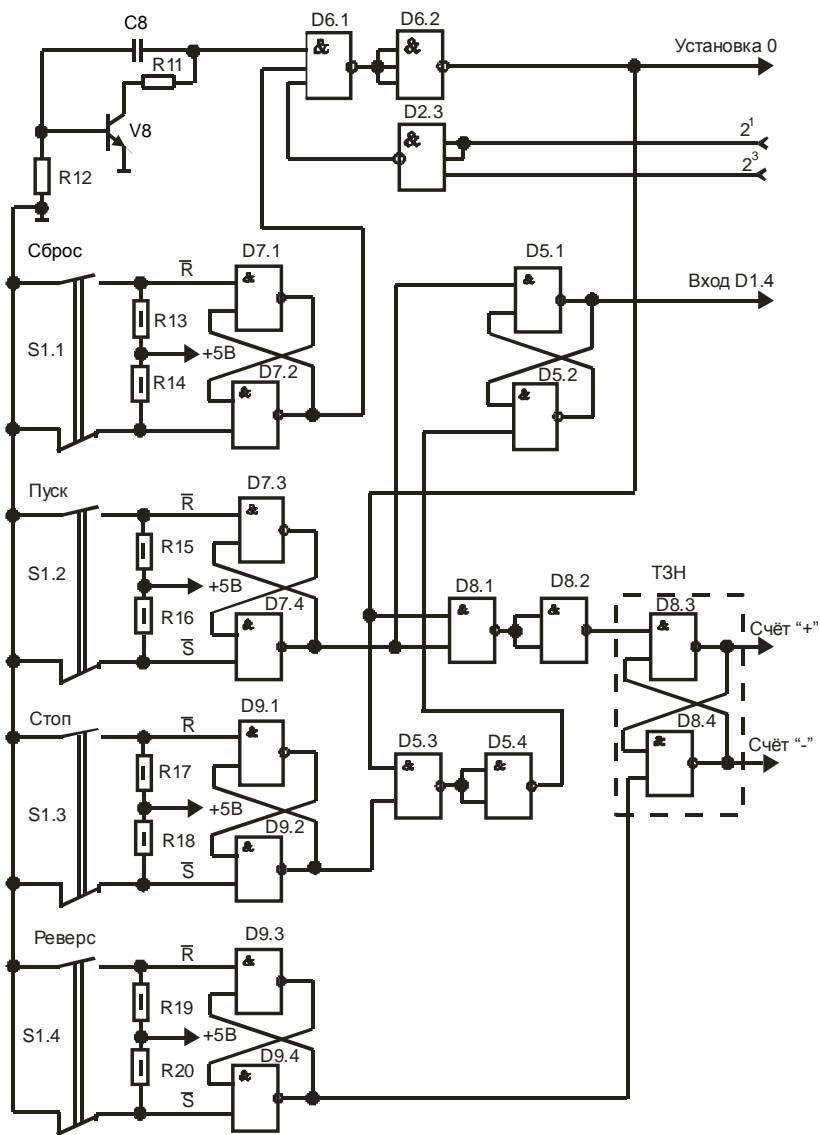 D6.1
D6.2
C8
&
&
Установка 0
R11
D2.3
V8
&
2¹
2³
R12
Сброс
R̅
D7.1
D5.1
&
&
Вход D1.4
R13
S1.1
+5В
D7.2
D5.2
R14
&
&
Пуск
R̅
D7.3
&
R15
S1.2
+5В
D7.4
D8.1
D8.2
ТЗН
D8.3
R16
&
&
&
&
Счёт “+”
S̅
Стоп
R̅
D9.1
D8.4
&
D5.3
D5.4
&
Счёт “-”
R17
&
&
S1.3
+5В
D9.2
R18
&
S̅
Реверс
R̅
D9.3
&
R19
S1.4
+5В
D9.4
R20
&
S̅